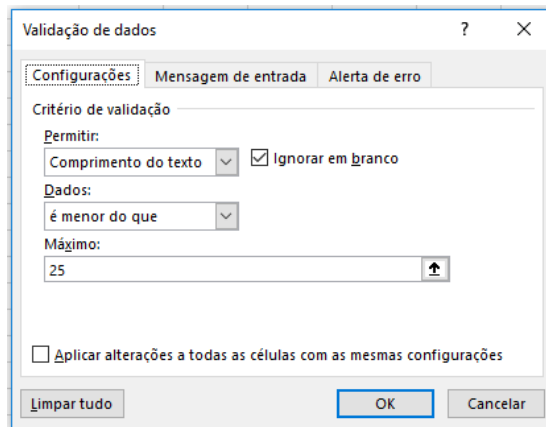 Validação de dados ? ×
Configurações Mensagem de entrada Alerta de erro
Critério de validação
Permitir:
Comprimento do texto Ignorar em branco
Dados:
é menor do que
Máximo:
25
Aplicar alterações a todas as células com as mesmas configurações
Limpar tudo OK Cancelar